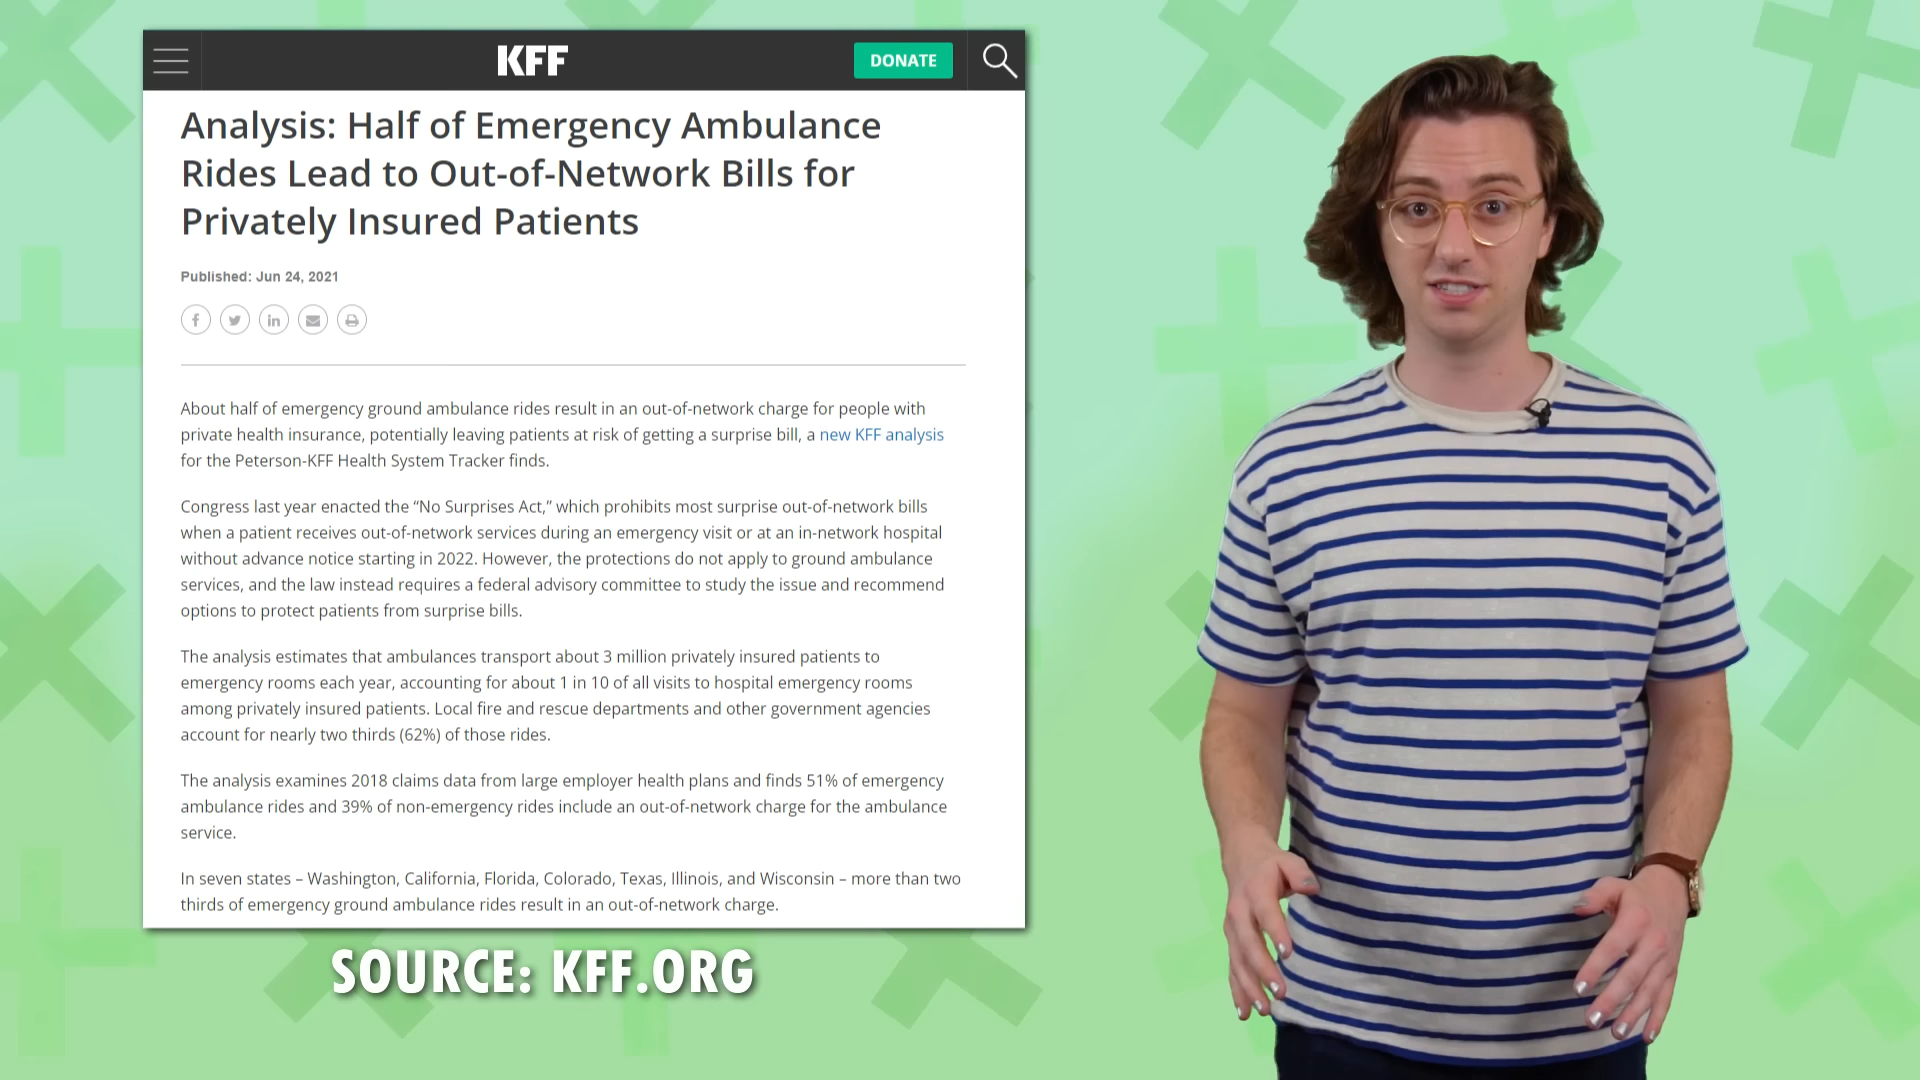 KFF
DONATE
Analysis: Half of Emergency Ambulance
Rides Lead to Out-of-Network Bills for
Privately Insured Patients
Published: Jun 24, 2021
About half of emergency ground ambulance rides result in an out-of-network charge for people with
private health insurance, potentially leaving patients at risk of getting a surprise bill, a new KFF analysis
for the Peterson-KFF Health System Tracker finds.
Congress last year enacted the “No Surprises Act,” which prohibits most surprise out-of-network bills
when a patient receives out-of-network services during an emergency visit or at an in-network hospital
without advance notice starting in 2022. However, the protections do not apply to ground ambulance
services, and the law instead requires a federal advisory committee to study the issue and recommend
options to protect patients from surprise bills.
The analysis estimates that ambulances transport about 3 million privately insured patients to
emergency rooms each year, accounting for about 1 in 10 of all visits to hospital emergency rooms
among privately insured patients. Local fire and rescue departments and other government agencies
account for nearly two thirds (62%) of those rides.
The analysis examines 2018 claims data from large employer health plans and finds 51% of emergency
ambulance rides and 39% of non-emergency rides include an out-of-network charge for the ambulance
service.
In seven states – Washington, California, Florida, Colorado, Texas, Illinois, and Wisconsin – more than two
thirds of emergency ground ambulance rides result in an out-of-network charge.
SOURCE: KFF.ORG